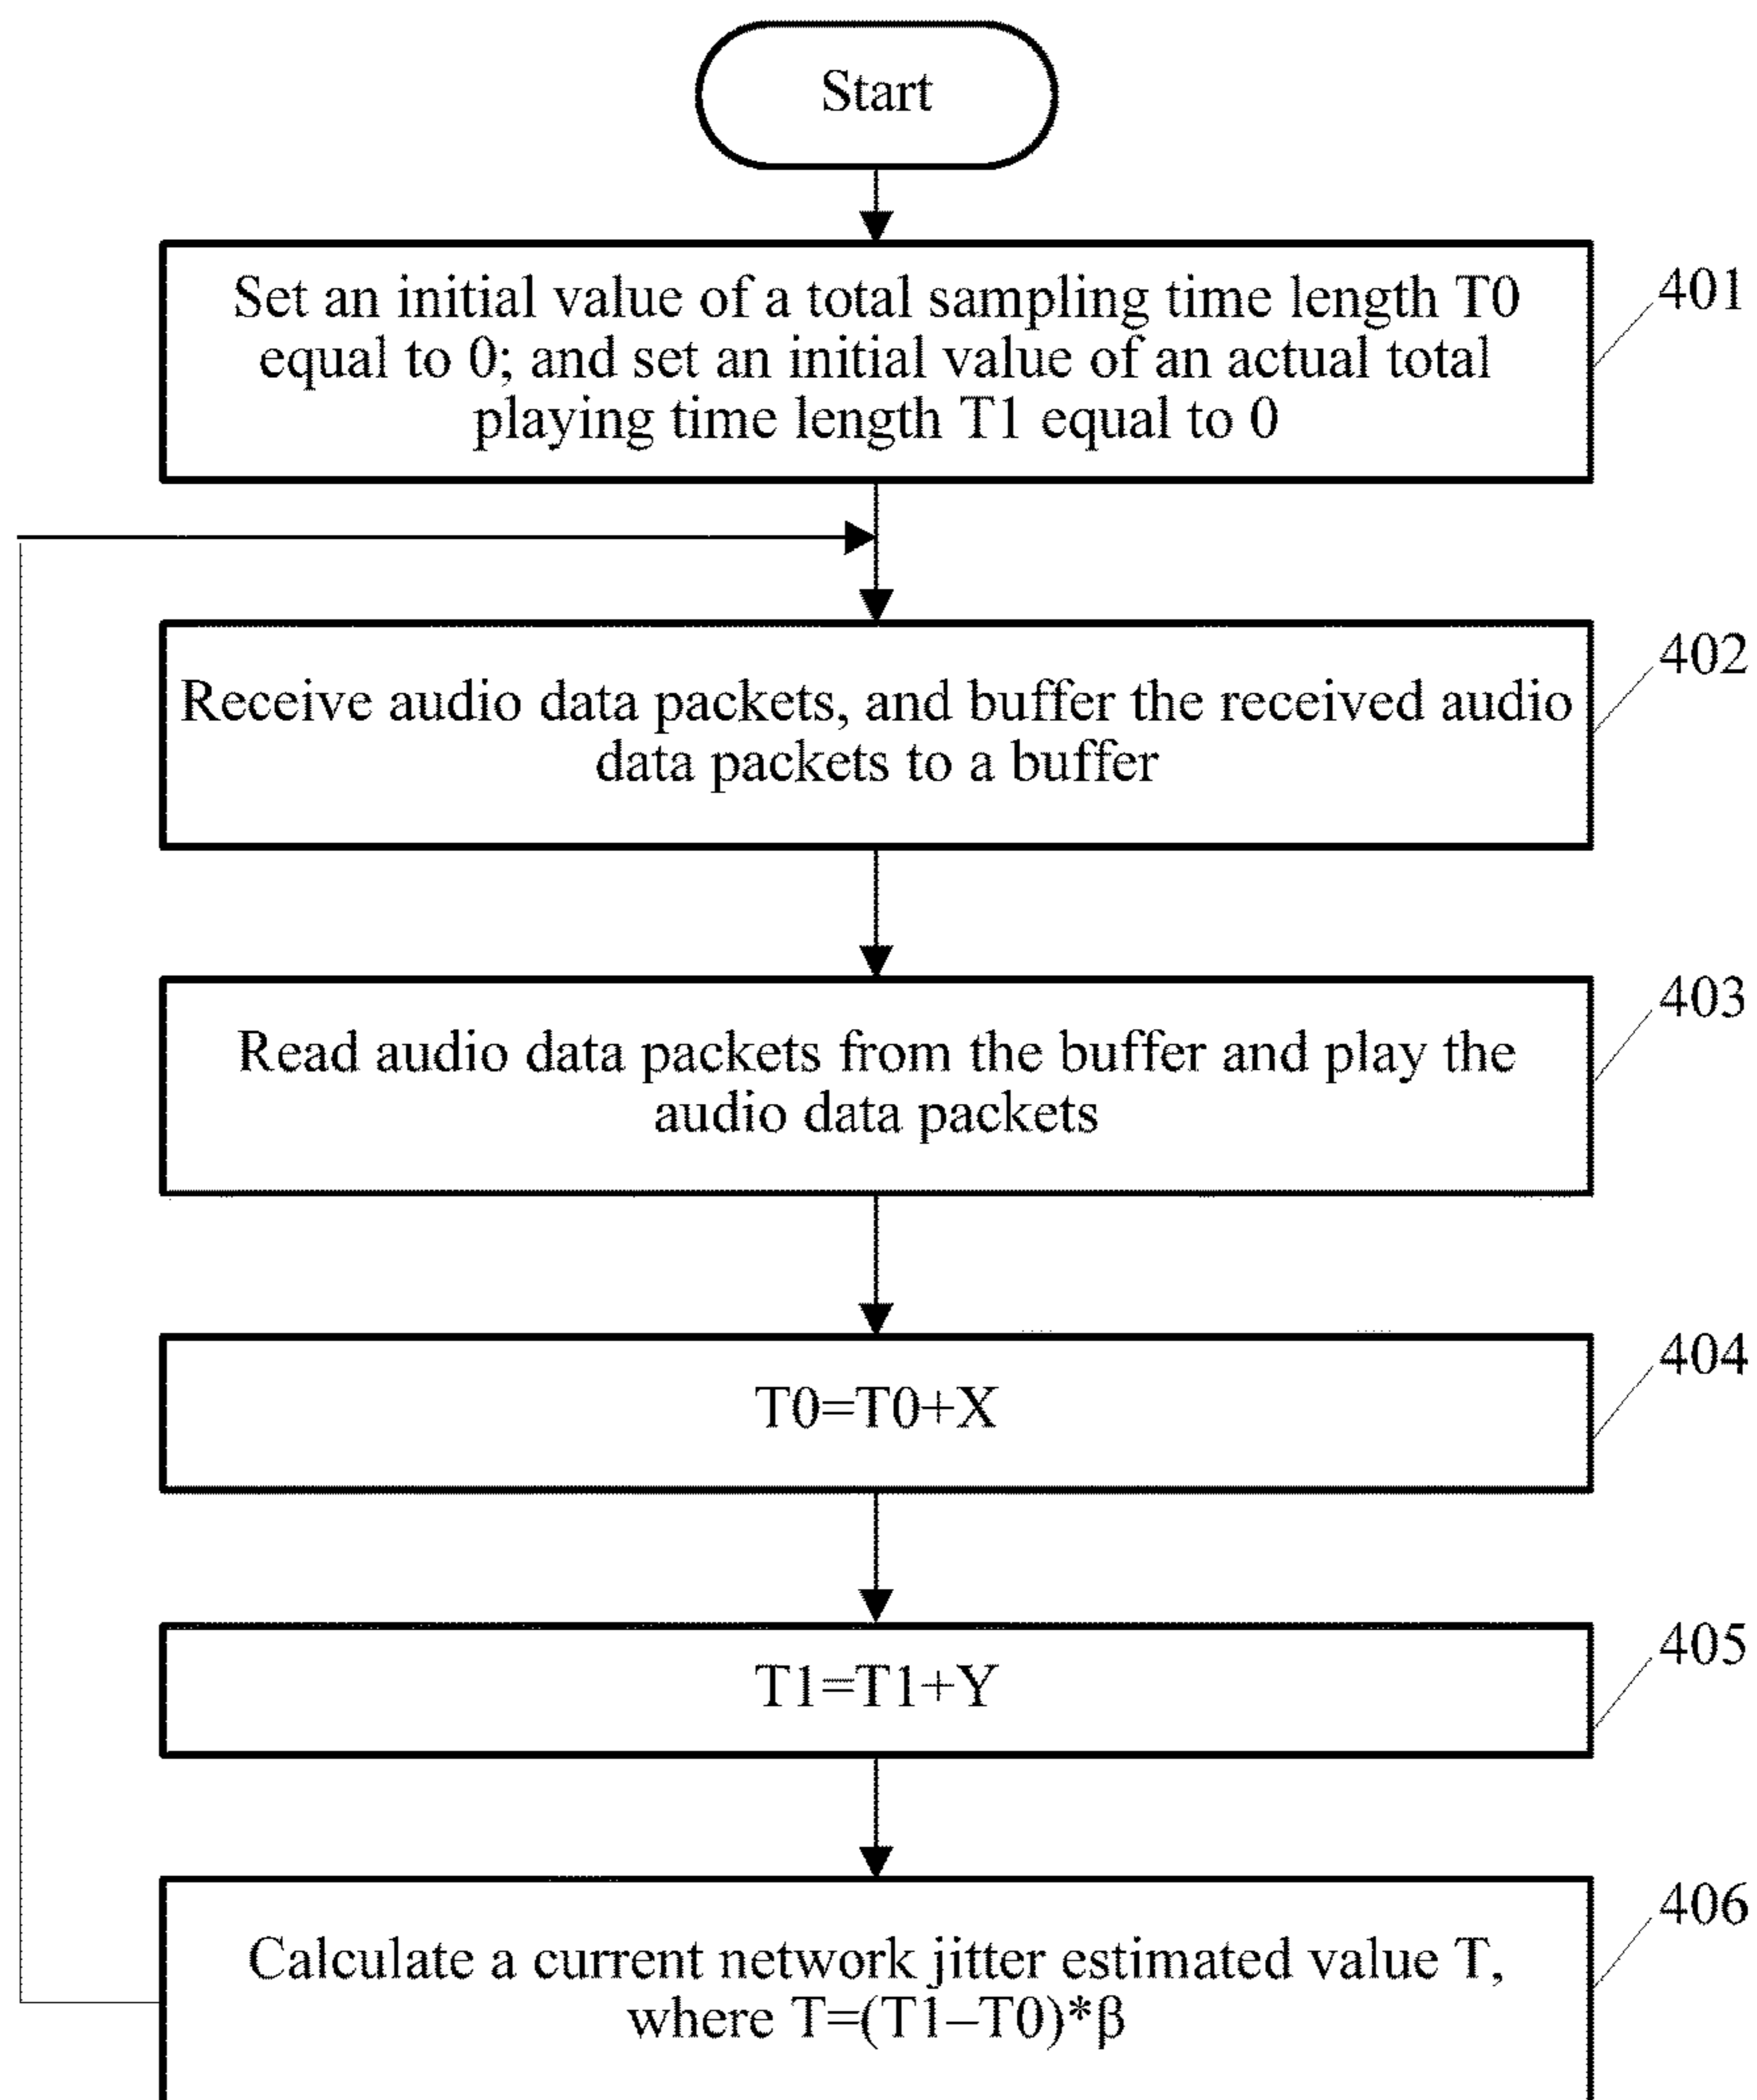 Start
Set an initial value of a total sampling time length T0
equal to 0; and set an initial value of an actual total
playing time length T1 equal to 0
401
Receive audio data packets, and buffer the received audio
data packets to a buffer
402
Read audio data packets from the buffer and play the
audio data packets
403
T0=T0+X
404
T1=T1+Y
405
Calculate a current network jitter estimated value T,
where T=(T1–T0)*β
406